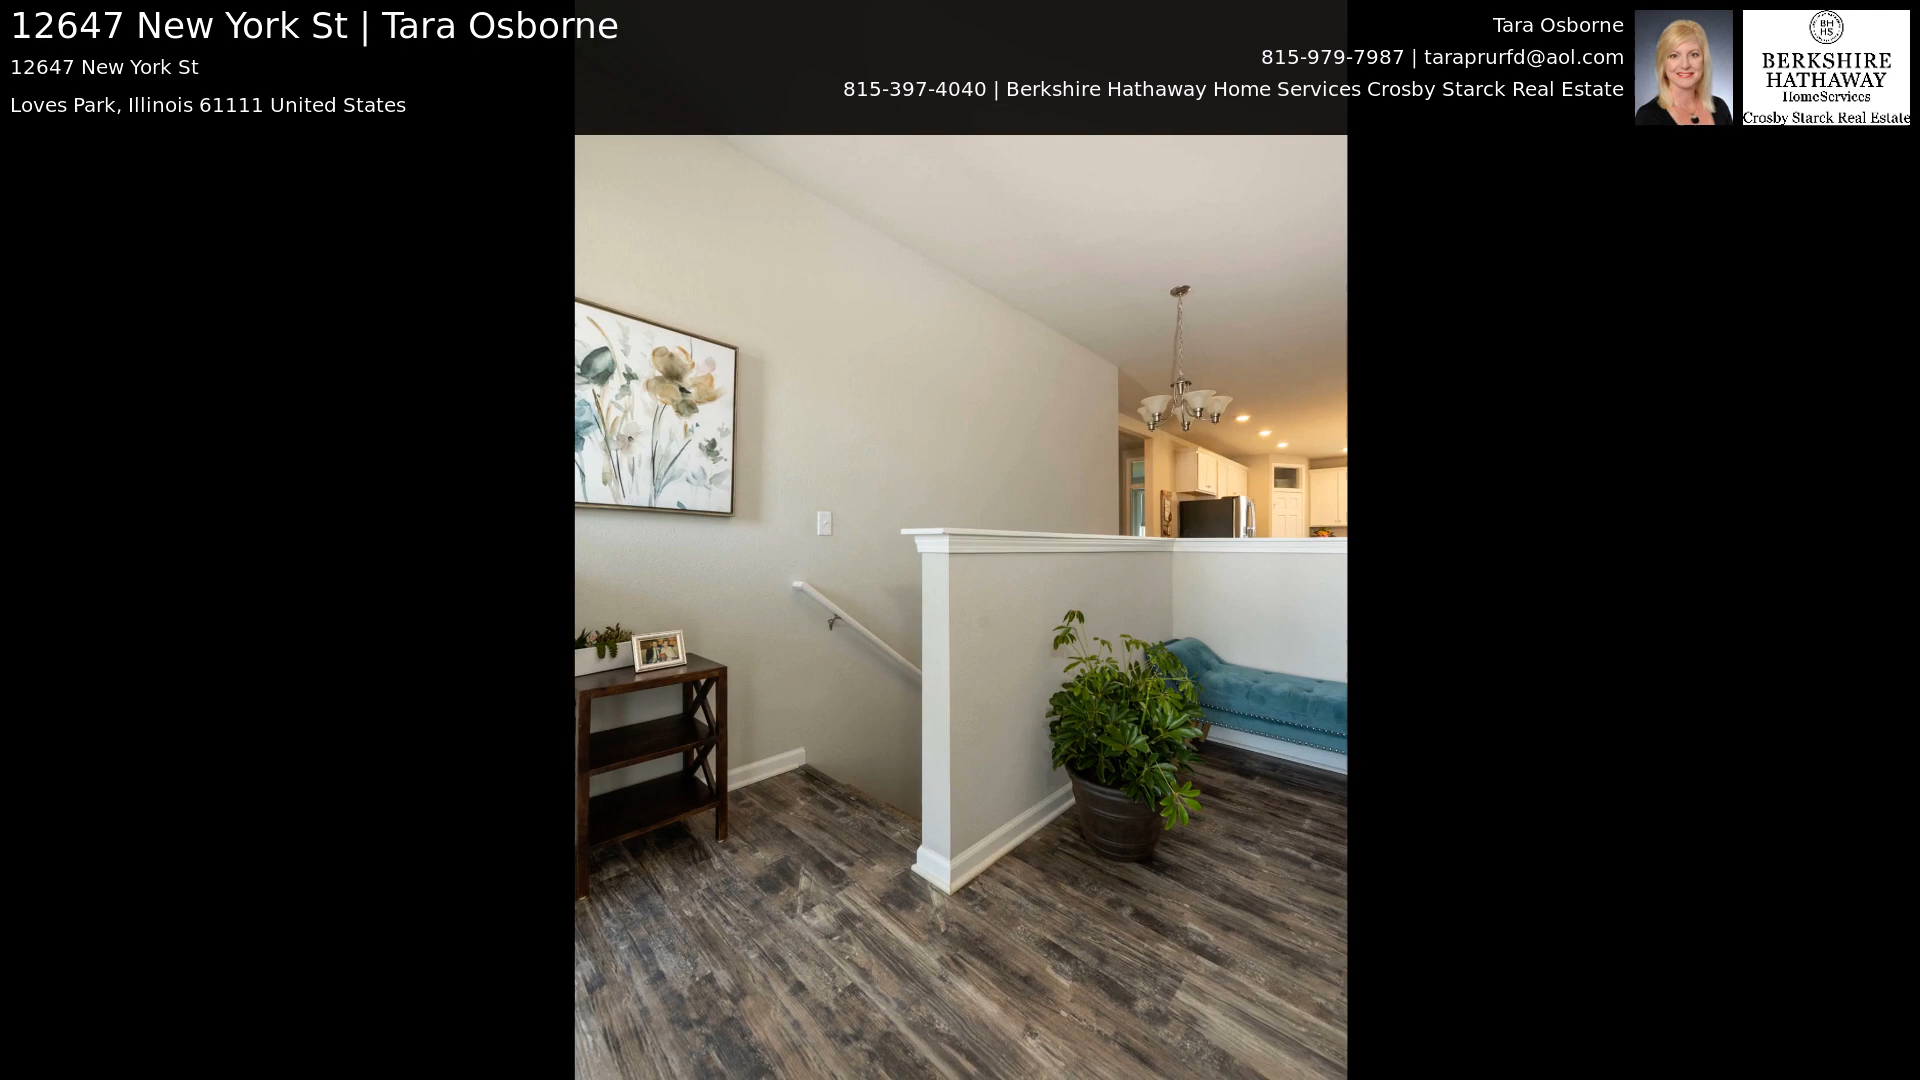 12647 New York St | Tara Osborne
12647 New York St
Loves Park, Illinois 61111 United States
Tara Osborne
815-979-7987 | taraprurfd@aol.com
815-397-4040 | Berkshire Hathaway Home Services Crosby Starck Real Estate
BH
HS
BERKSHIRE
HATHAWAY
HomeServices
Crosby Starck Real Estate